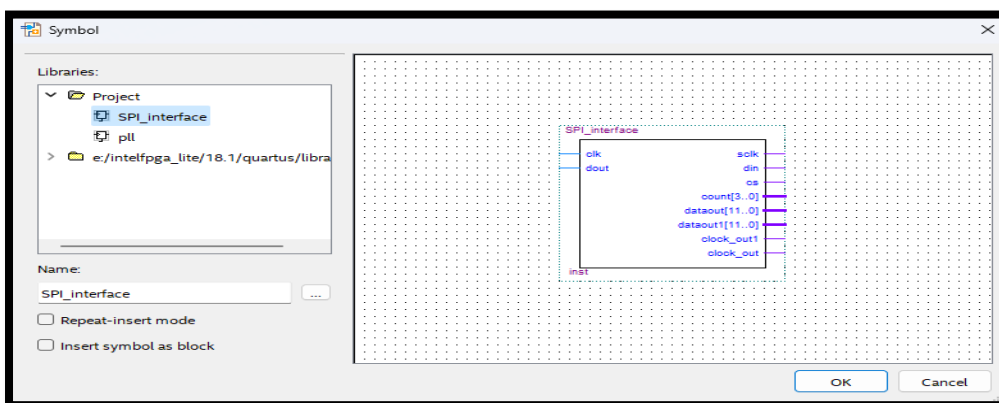 Symbol
Libraries:
Project
SPI_interface
pll
e:/intelfpga_lite/18.1/quartus/libra
Name:
SPI_interface
...
Repeat-insert mode
Insert symbol as block
SPI_interface
clk
dout
sclk
din
cs
count[3..0]
dataout[11..0]
dataout1[11..0]
clock_out1
clock_out
inst
OK
Cancel